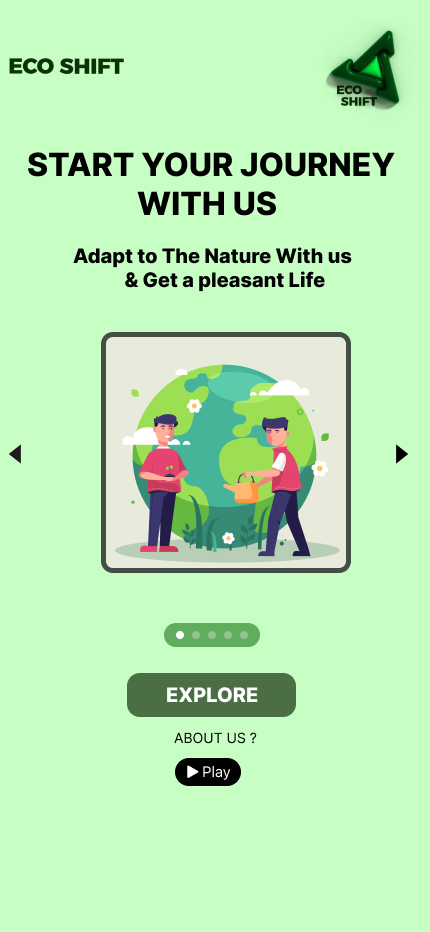 ECO SHIFT
ECO
SHIFT
START YOUR JOURNEY
WITH US
Adapt to The Nature With us
& Get a pleasant Life
EXPLORE
ABOUT US ?
Play